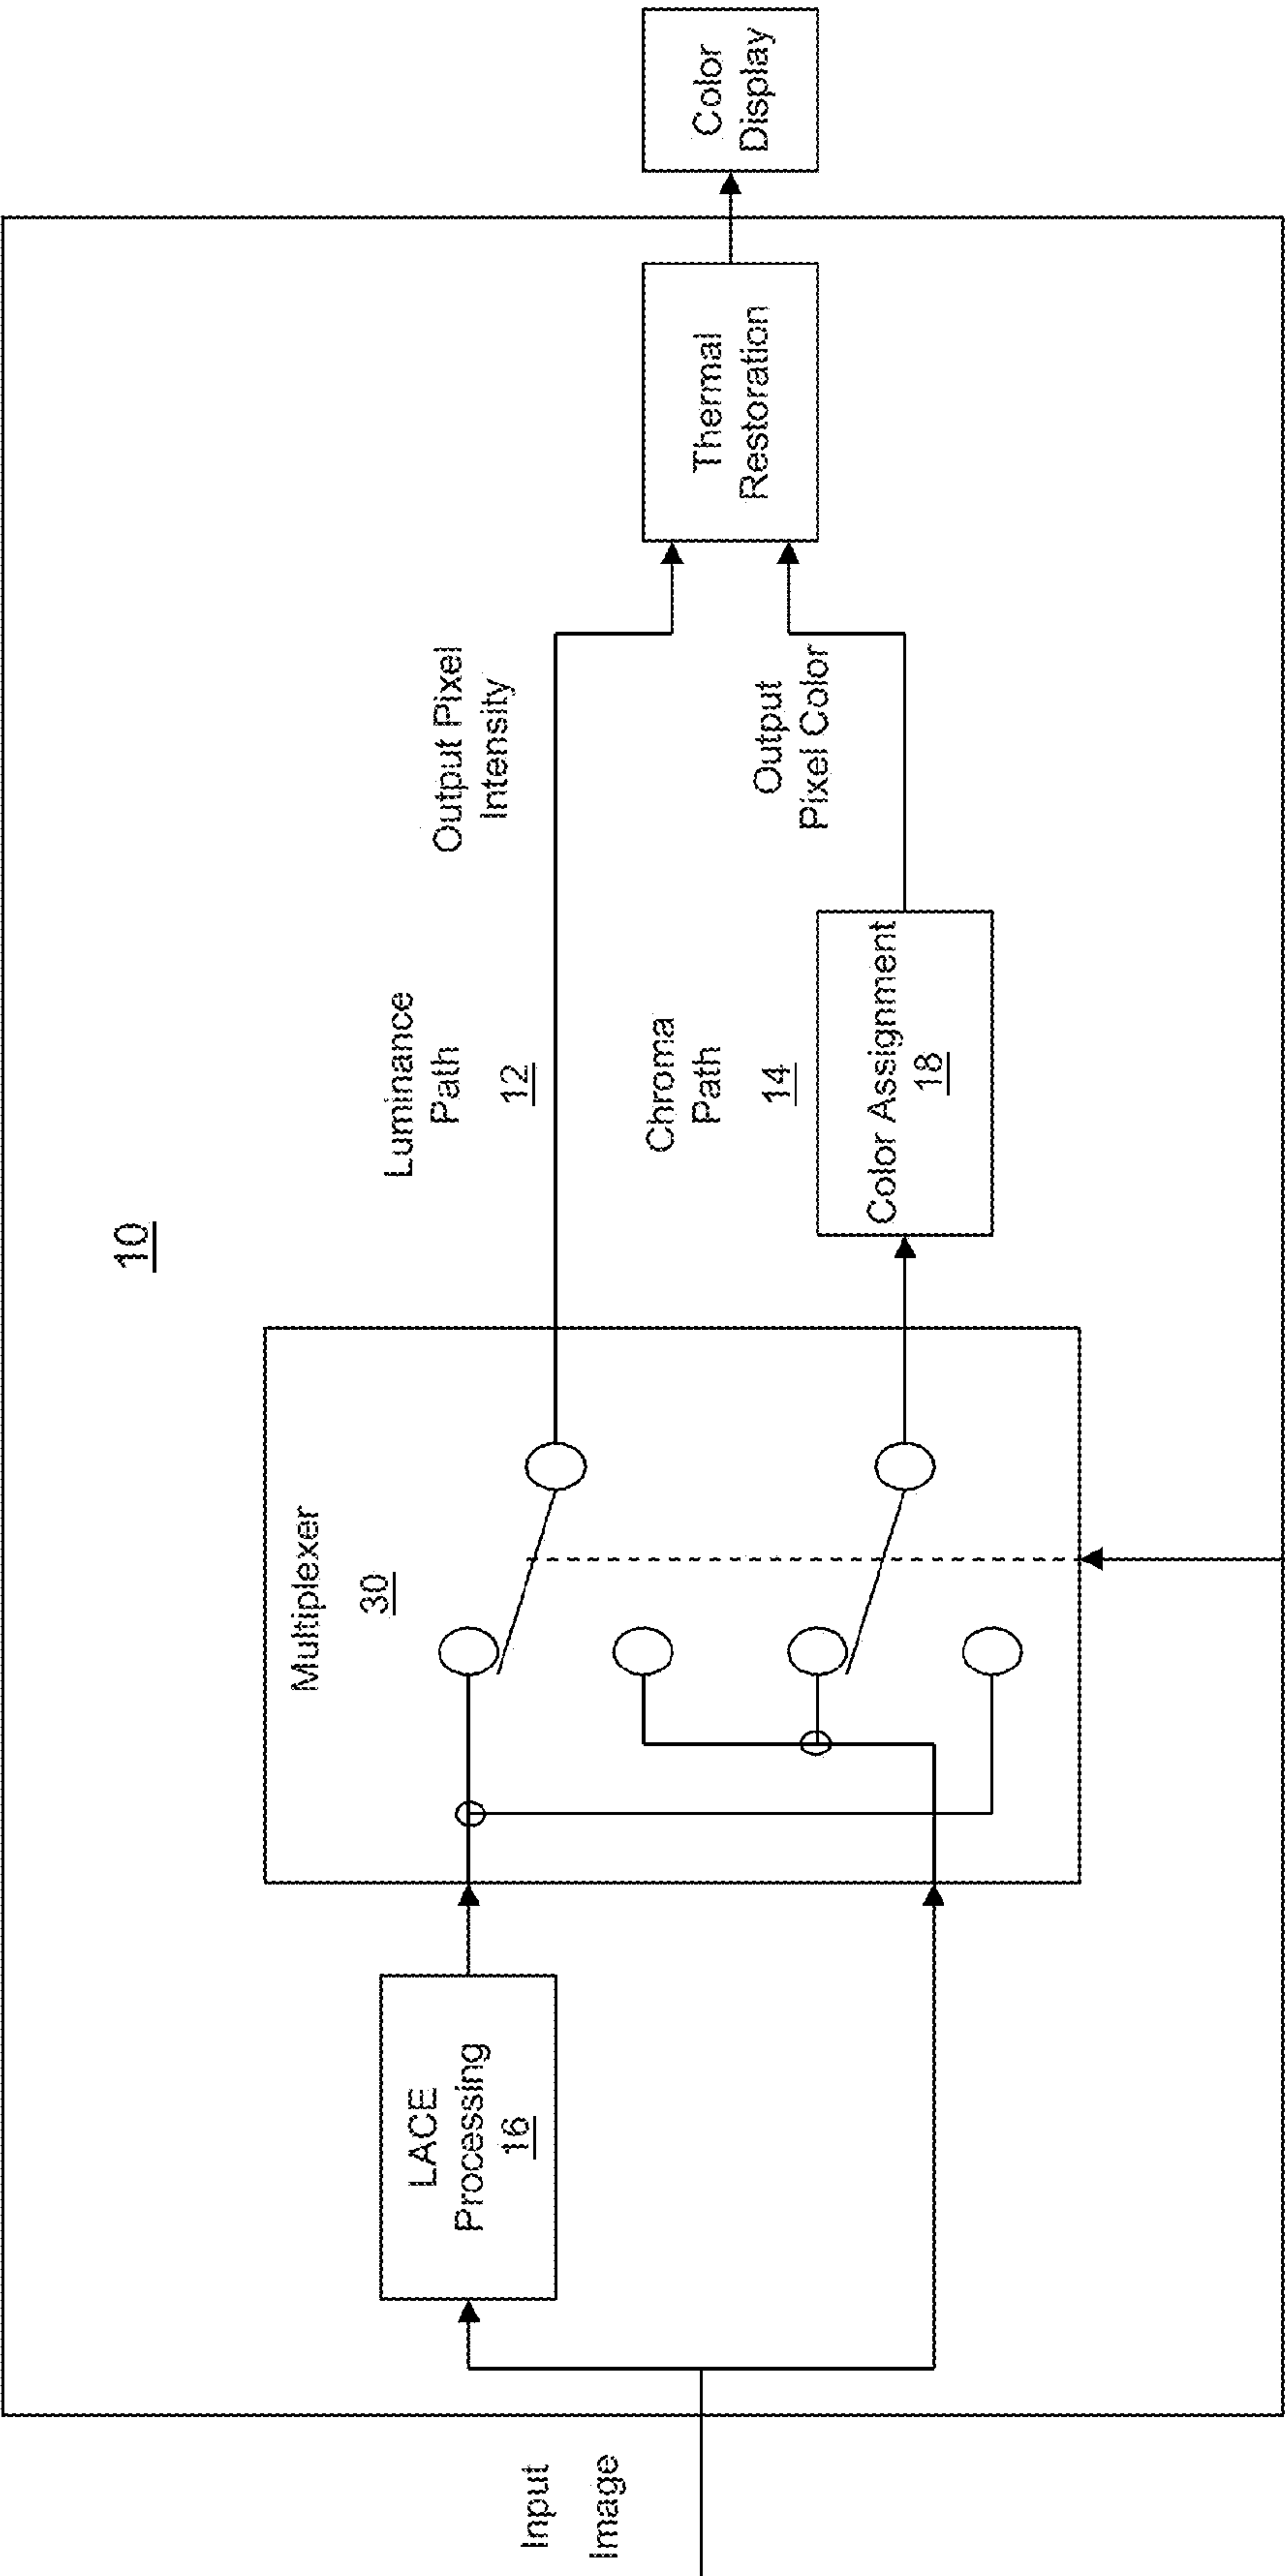 10
Input
Image
LACE
Processing
16
Multiplexer
30
Luminance
Path
12
Chroma
Path
14
Color Assignment
18
Output Pixel
Intensity
Output
Pixel Color
Thermal
Restoration
Color
Display